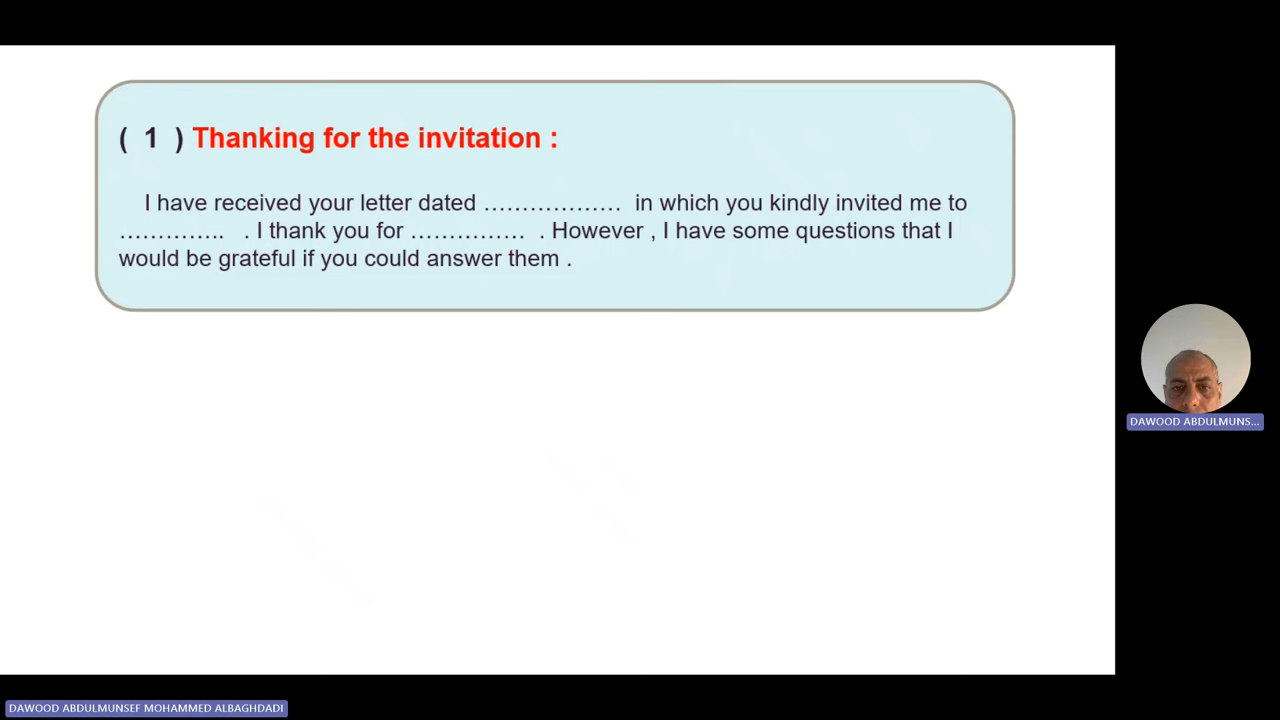 ( 1 ) Thanking for the invitation :
I have received your letter dated ……………… in which you kindly invited me to
………….. . I thank you for …………… . However , I have some questions that I
would be grateful if you could answer them .
DAWOOD ABDULMUNS...
DAWOOD ABDULMUNSEF MOHAMMED ALBAGHDADI